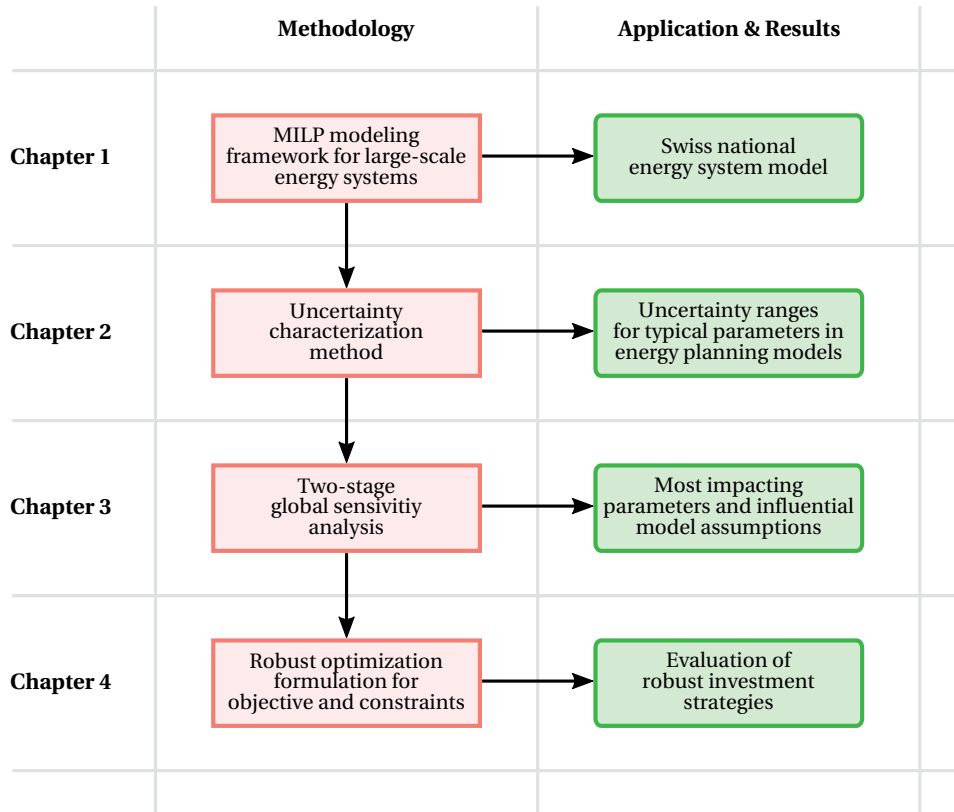 Methodology
Application & Results
Chapter 1
MILP modeling
framework for large-scale
energy systems
Swiss national
energy system model
Chapter 2
Uncertainty
characterization
method
Uncertainty ranges
for typical parameters in
energy planning models
Chapter 3
Two-stage
global sensivitiy
analysis
Most impacting
parameters and influential
model assumptions
Chapter 4
Robust optimization
formulation for
objective and constraints
Evaluation of
robust investment
strategies